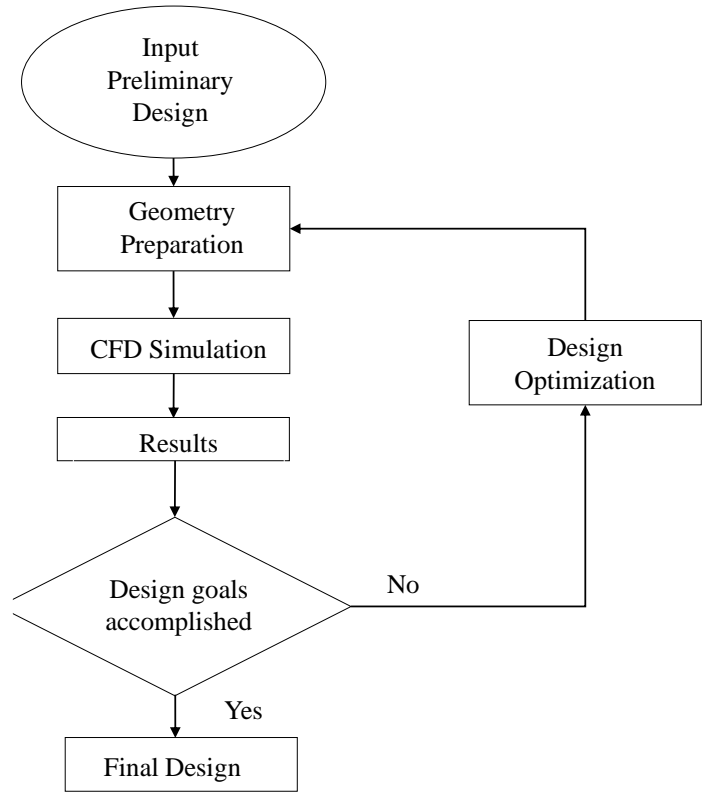 Input
Preliminary
Design
Geometry
Preparation
CFD Simulation
Design
Optimization
Results
Design goals
accomplished
No
Yes
Final Design